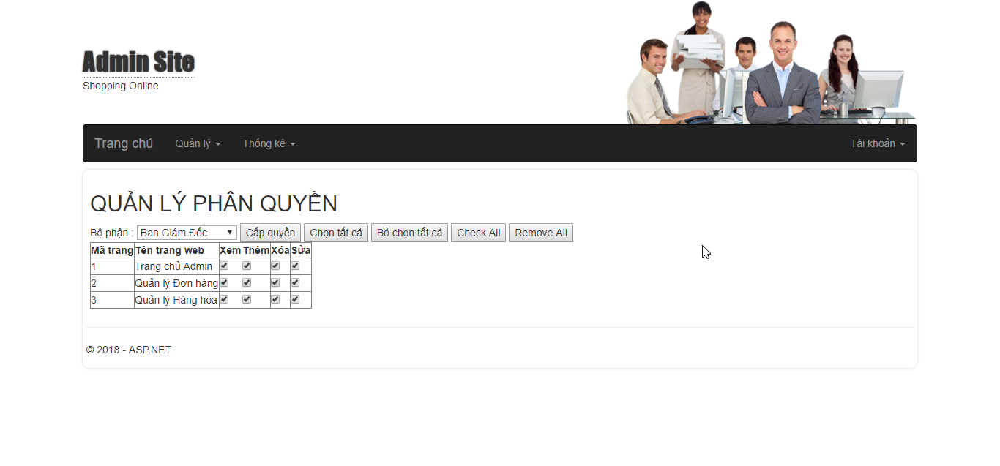 Admin Site
Shopping Online
Trang chủ Quản lý Thống kê Tài khoản
QUẢN LÝ PHÂN QUYỀN
Bộ phận : Ban Giám Đốc Cấp quyền Chọn tất cả Bỏ chọn tất cả Check All Remove All
Mã trang Tên trang web Xem Thêm Xóa Sửa
1 Trang chủ Admin
2 Quản lý Đơn hàng
3 Quản lý Hàng hóa
© 2018 - ASP.NET